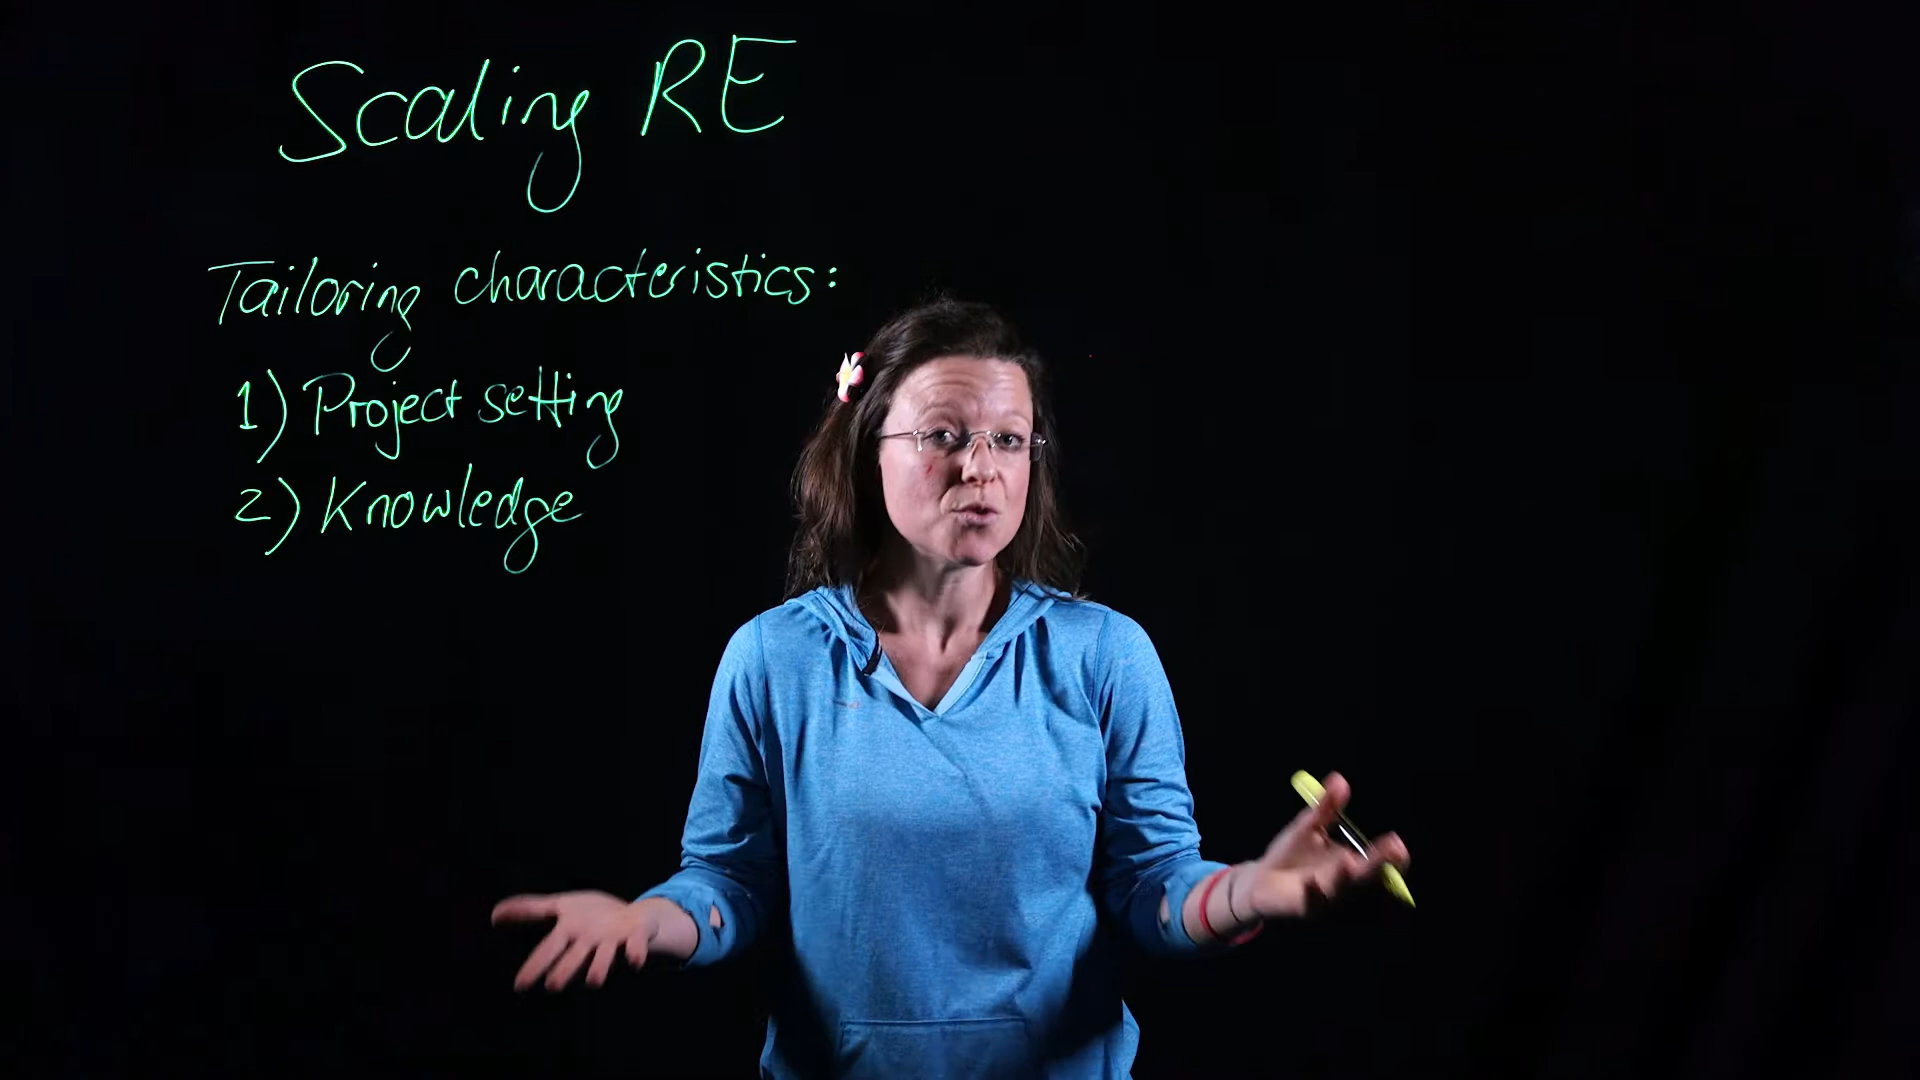 Scaling RE
Tailoring characteristics:
1) Project setting
2) Knowledge